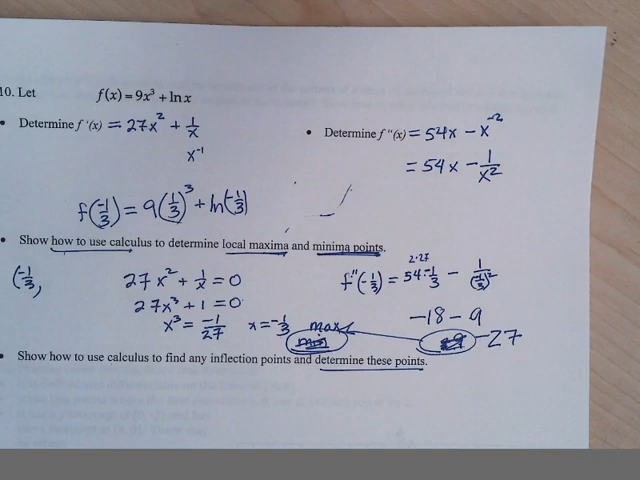 10. Let f(x) = 9x³ + ln x
• Determine f '(x) = 27x² + 1/x
x⁻¹
• Determine f "(x) = 54x − x⁻²
= 54x − 1/x²
f(-1/3) = 9(1/3)³ + ln(-1/3)
• Show how to use calculus to determine local maxima and minima points.
(-1/3,
27x² + 1/x = 0
27x³ + 1 = 0
x³ = -1/27 x = -1/3 max
2·27
f"(-1/3) = 54·-1/3 − 1/(-1/3)²
-18 - 9
-27
• Show how to use calculus to find any inflection points and determine these points.